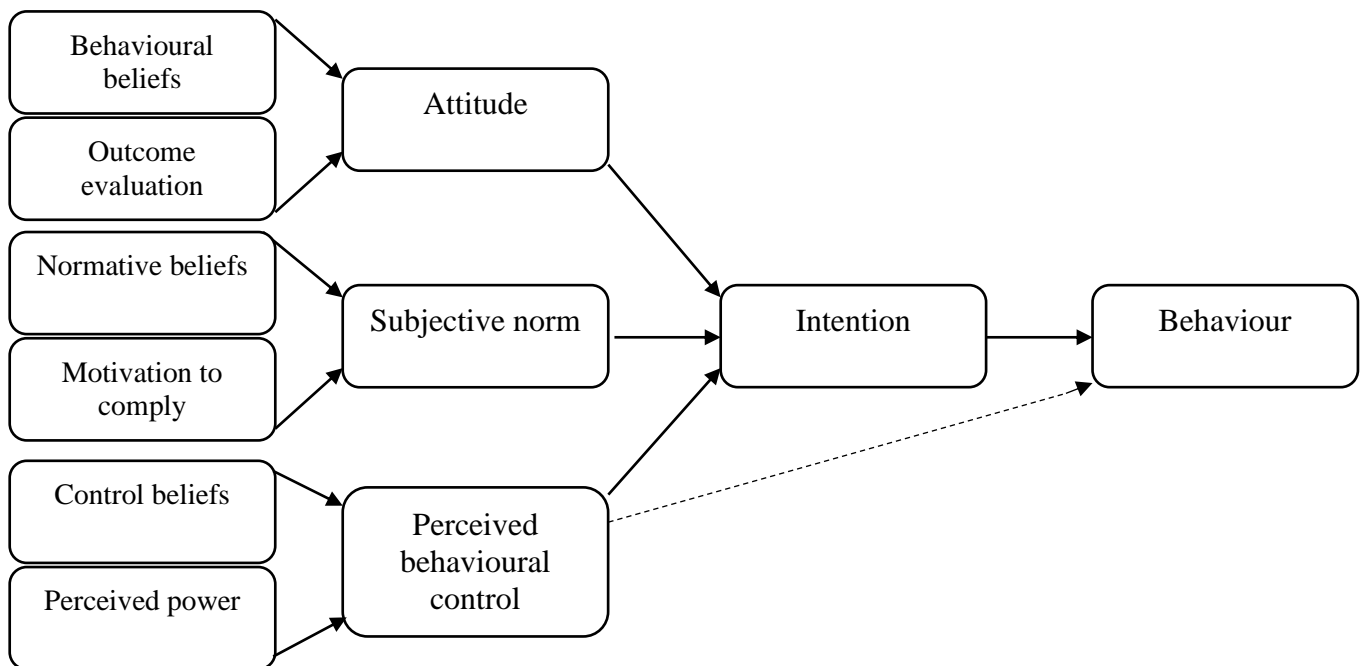 Behavioural
beliefs
Outcome
evaluation
Normative beliefs
Motivation to
comply
Control beliefs
Perceived power
Attitude
Subjective norm
Perceived
behavioural
control
Intention
Behaviour